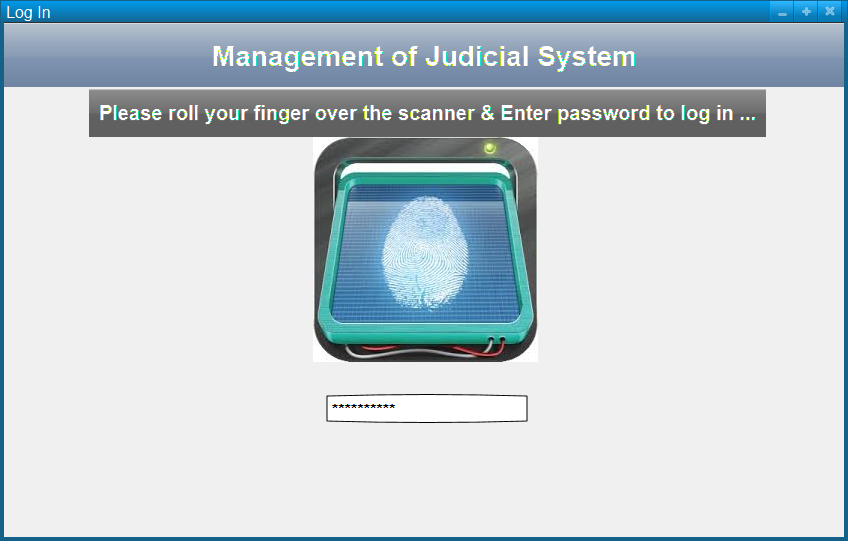 Log In
Management of Judicial System
Please roll your finger over the scanner & Enter password to log in ...
**********